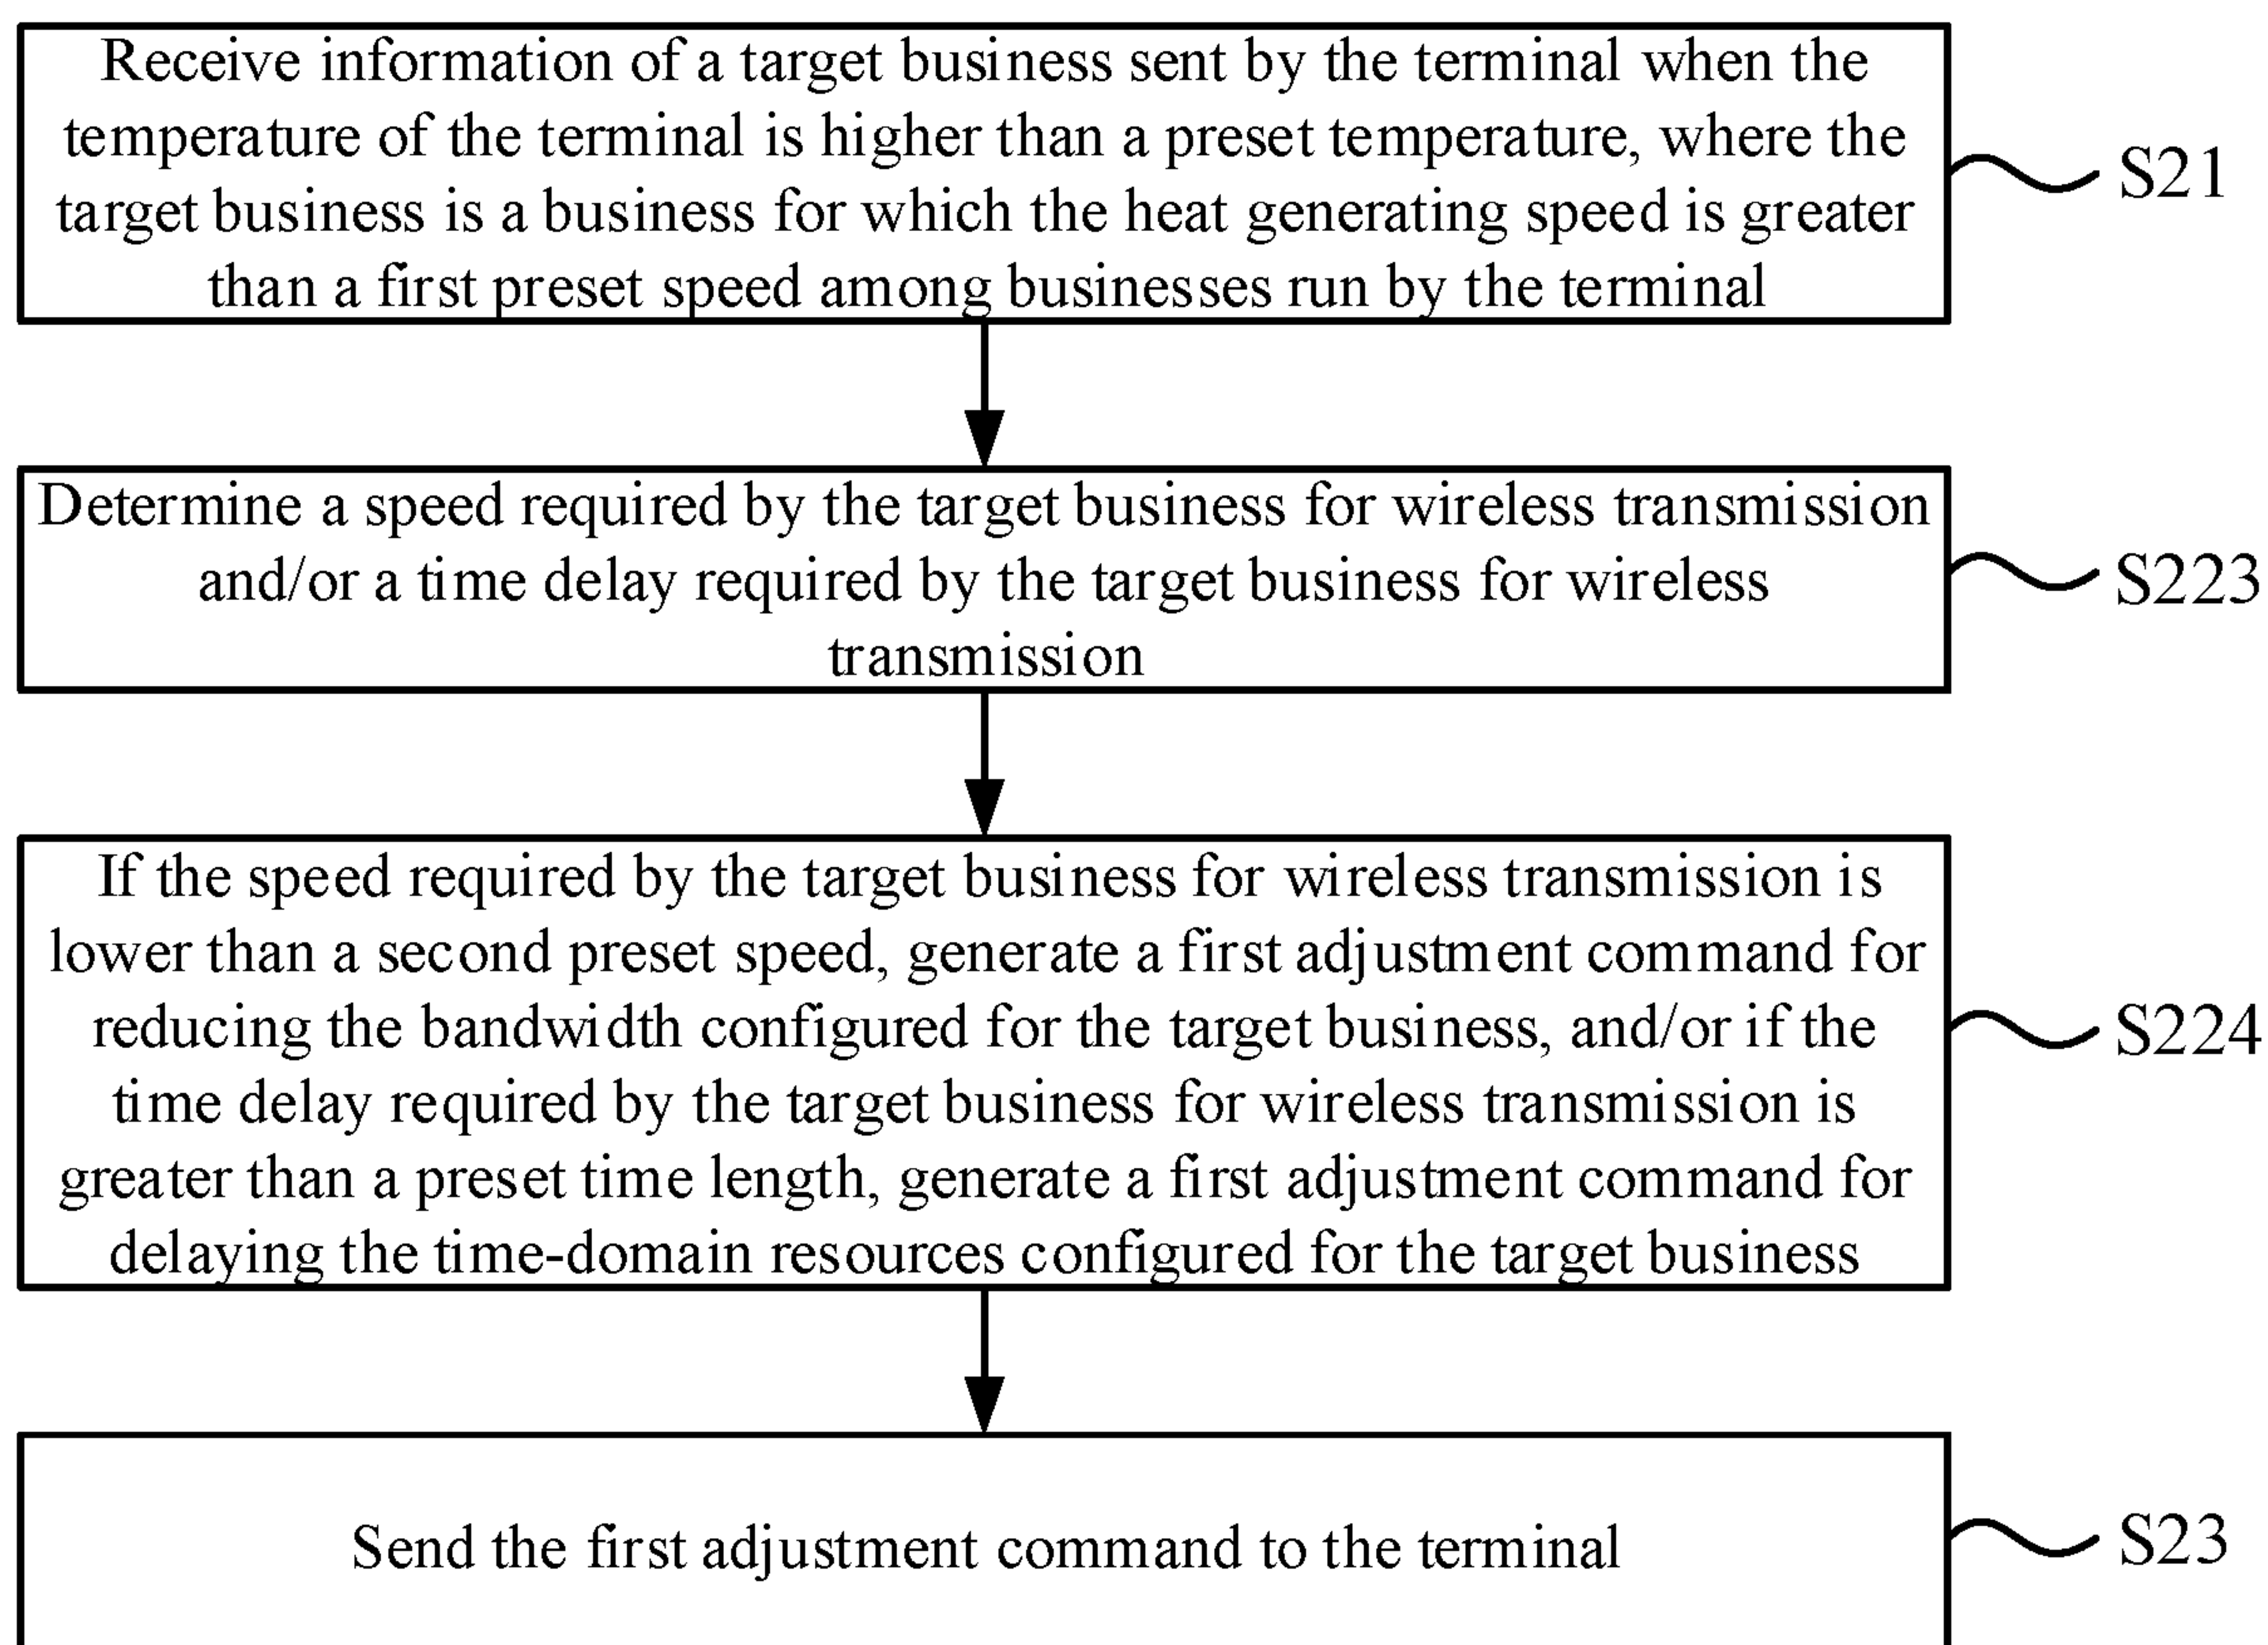 Receive information of a target business sent by the terminal when the
temperature of the terminal is higher than a preset temperature, where the
target business is a business for which the heat generating speed is greater
than a first preset speed among businesses run by the terminal
S21
Determine a speed required by the target business for wireless transmission
and/or a time delay required by the target business for wireless
transmission
S223
If the speed required by the target business for wireless transmission is
lower than a second preset speed, generate a first adjustment command for
reducing the bandwidth configured for the target business, and/or if the
time delay required by the target business for wireless transmission is
greater than a preset time length, generate a first adjustment command for
delaying the time-domain resources configured for the target business
S224
Send the first adjustment command to the terminal
S23